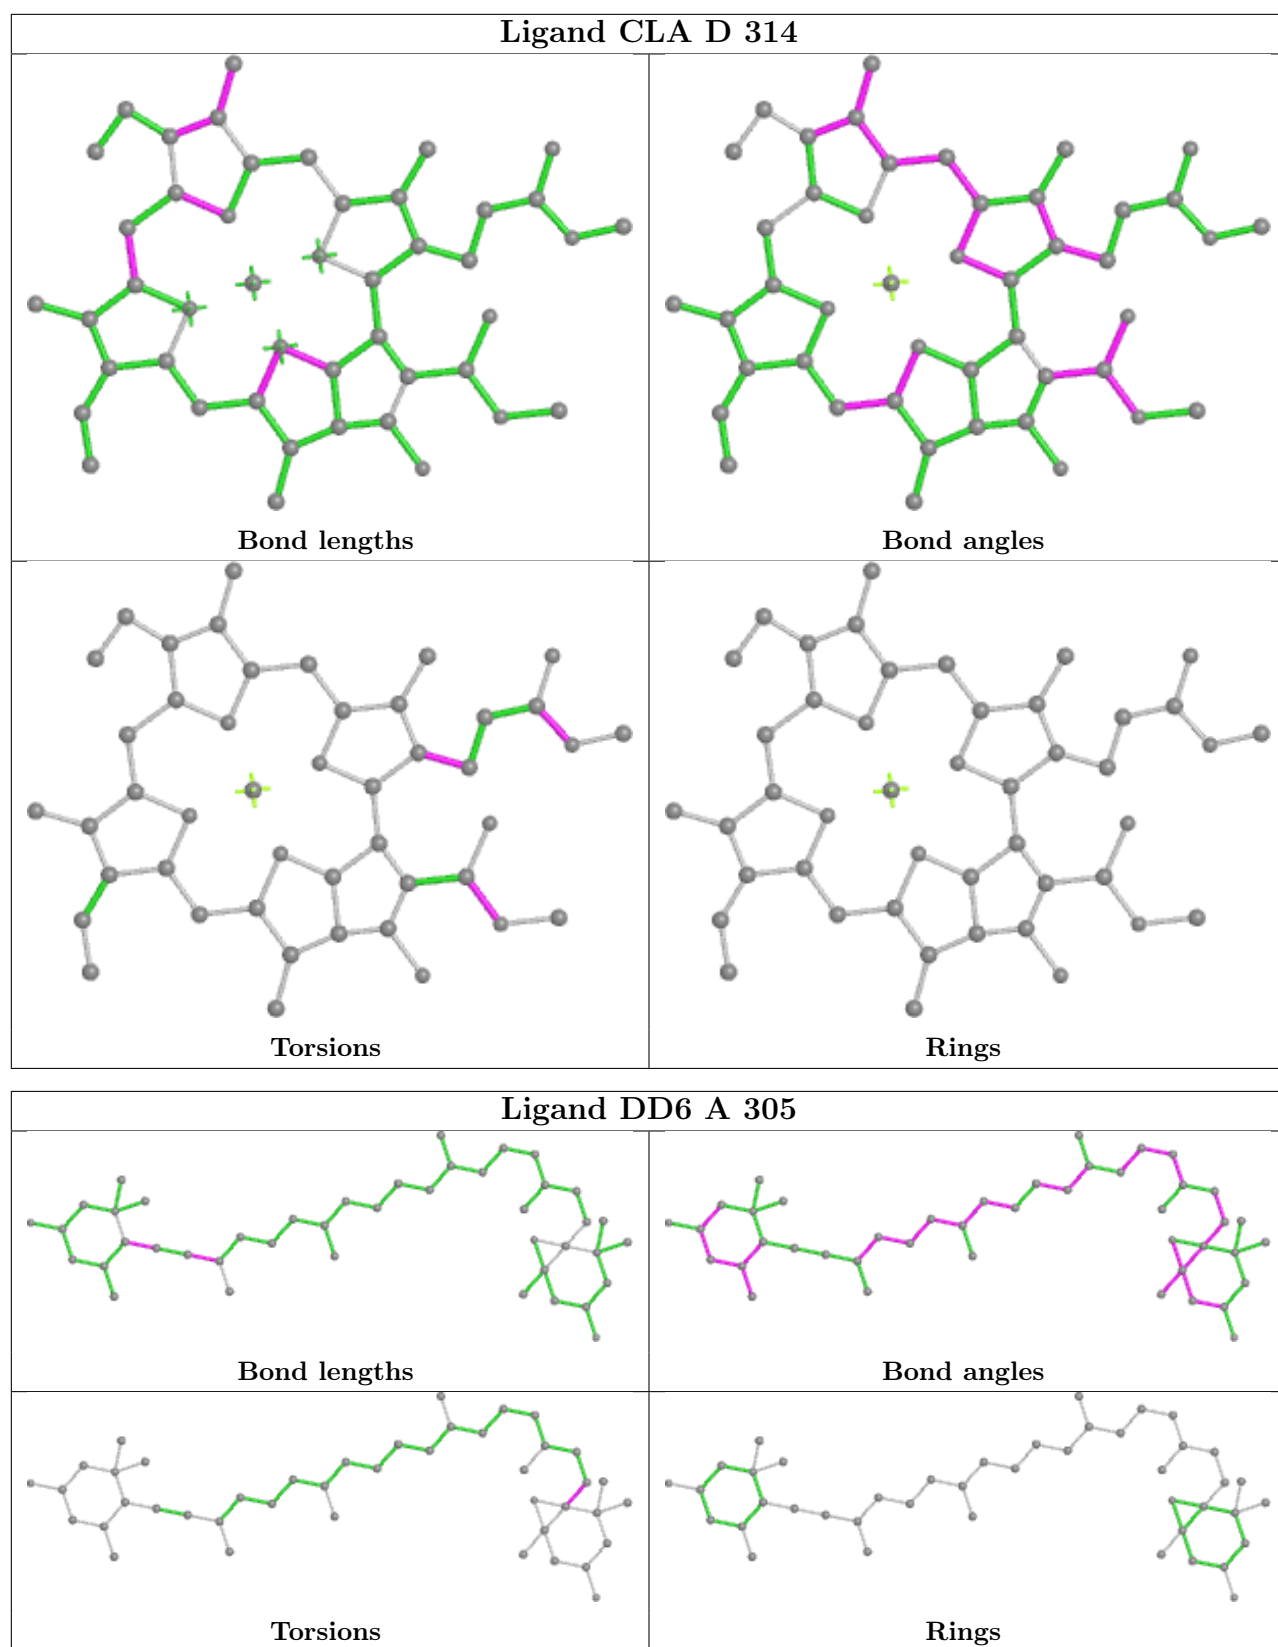 Ligand CLA D 314
Bond lengths
Bond angles
Torsions
Rings
Ligand DD6 A 305
Bond lengths
Bond angles
Torsions
Rings